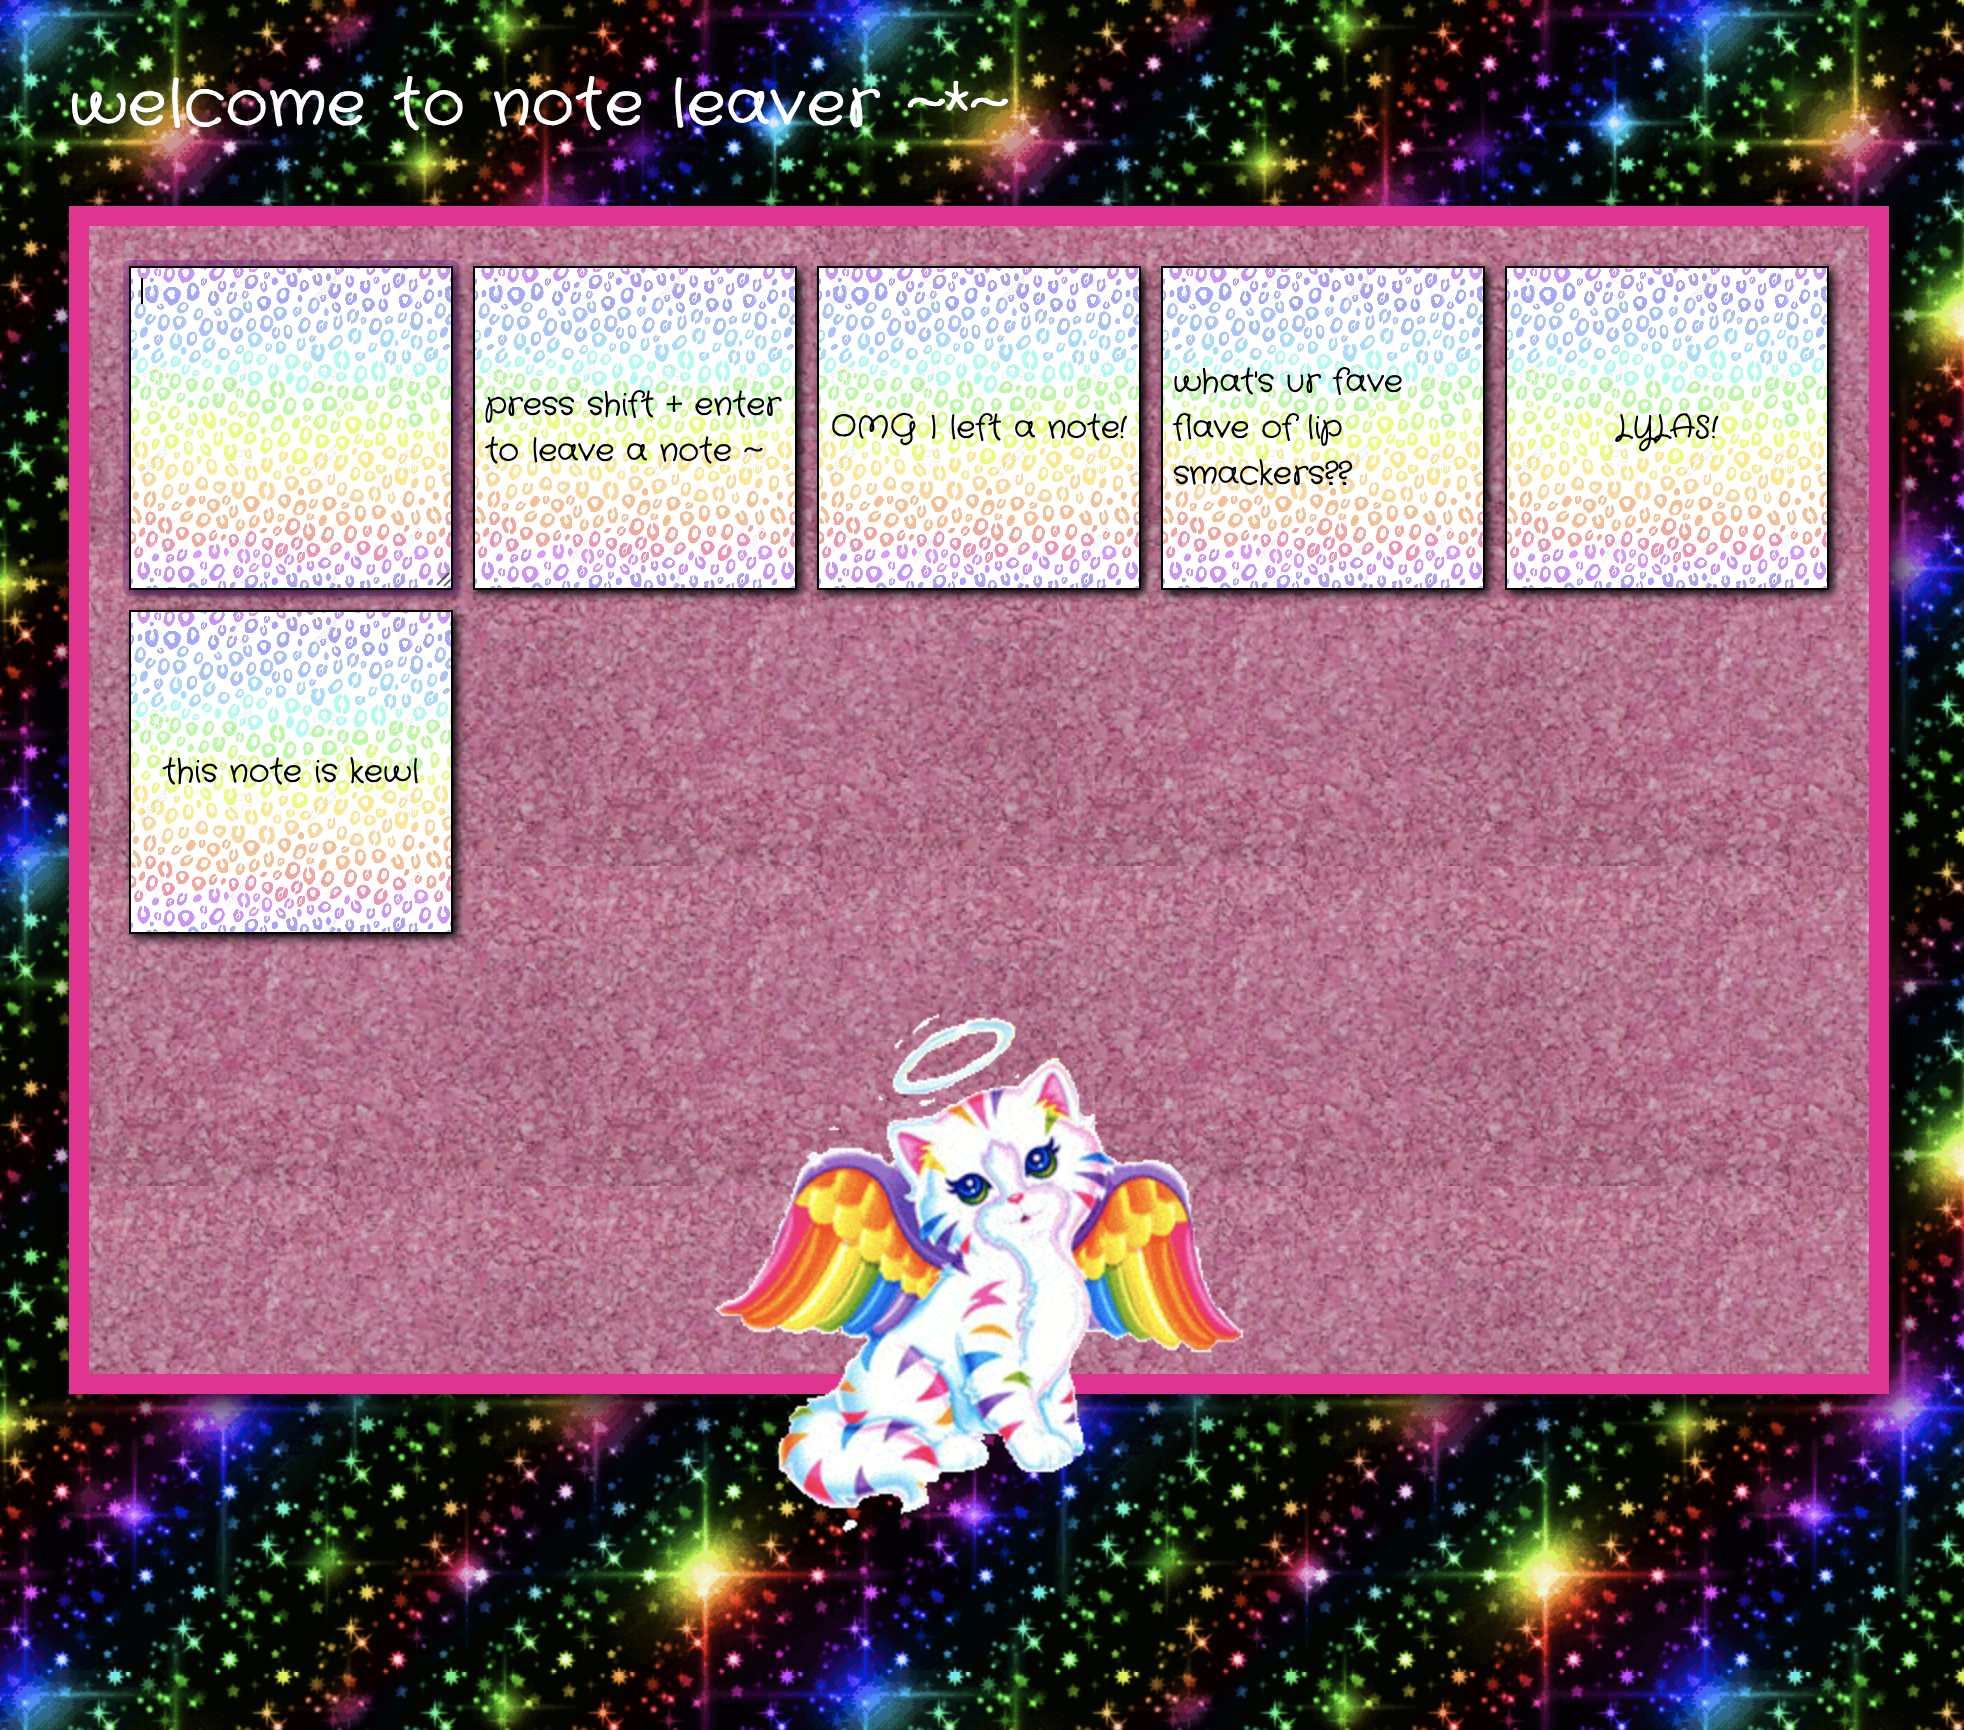 welcome to note leaver ~*~
press shift + enter
to leave a note ~
OMG I left a note!
what's ur fave
flave of lip
smackers??
LYLAS!
this note is kewl